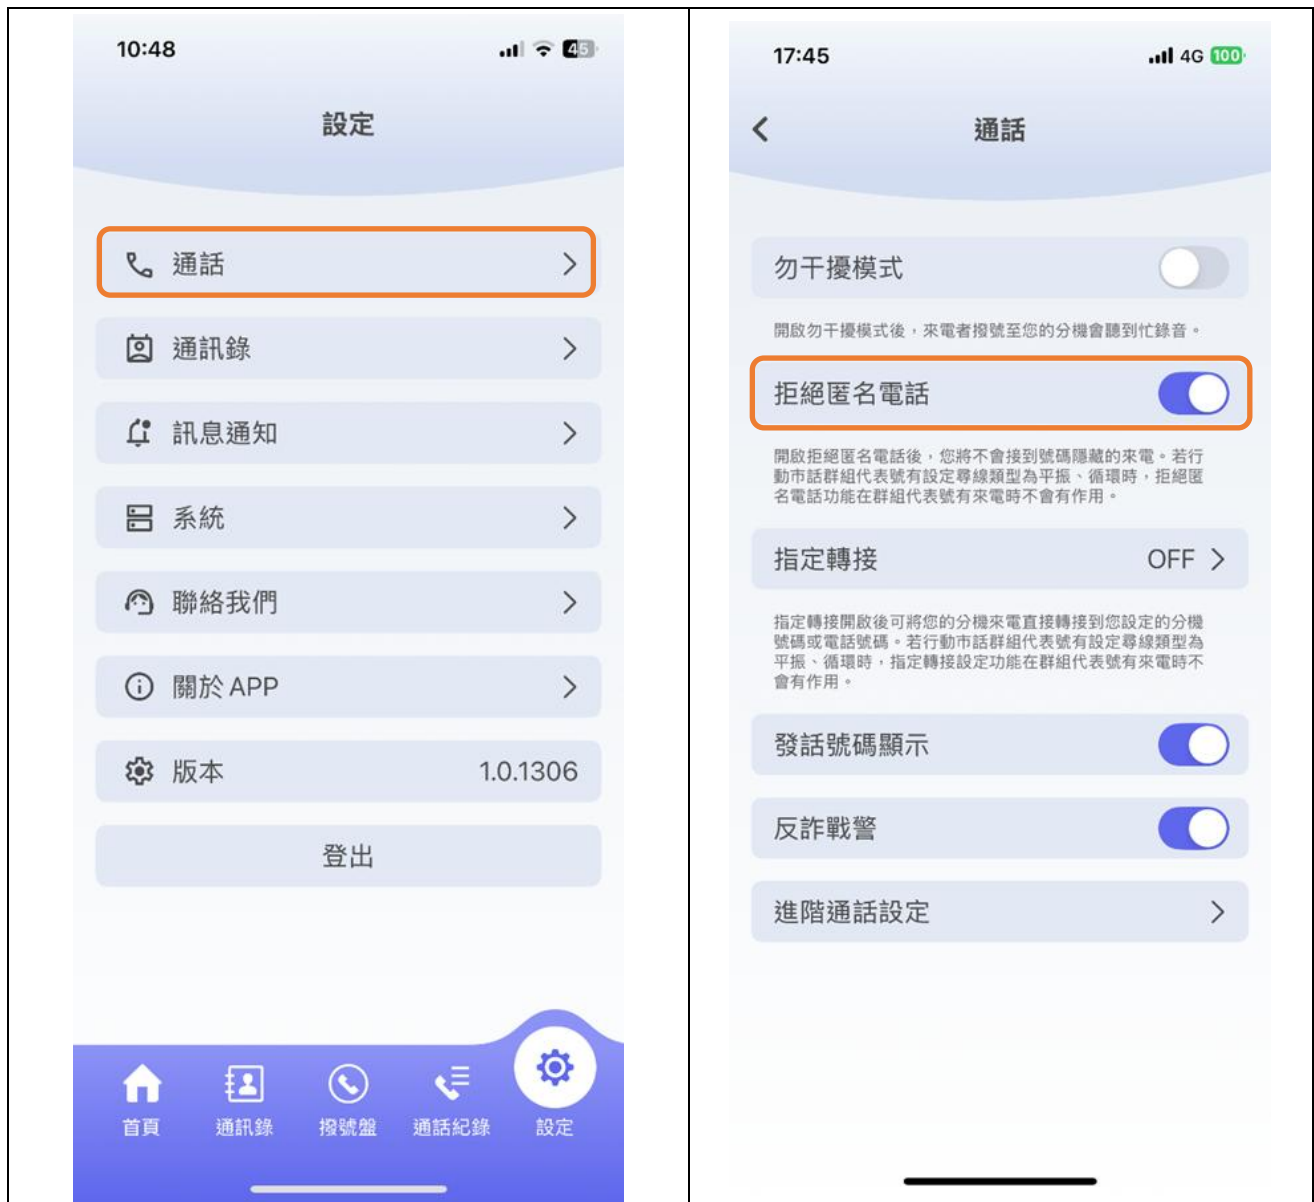 10:48
45
設定
通話
通訊錄
訊息通知
系統
聯絡我們
關於 APP
版本 1.0.1306
登出
首頁 通訊錄 撥號盤 通話紀錄 設定
17:45
4G 100
通話
勿干擾模式
開啟勿干擾模式後，來電者撥號至您的分機會聽到忙錄音。
拒絕匿名電話
開啟拒絕匿名電話後，您將不會接到號碼隱藏的來電。若行
動市話群組代表號有設定尋線類型為平振、循環時，拒絕匿
名電話功能在群組代表號有來電時不會有作用。
指定轉接 OFF
指定轉接開啟後可將您的分機來電直接轉接到您設定的分機
號碼或電話號碼。若行動市話群組代表號有設定尋線類型為
平振、循環時，指定轉接設定功能在群組代表號有來電時不
會有作用。
發話號碼顯示
反詐戰警
進階通話設定